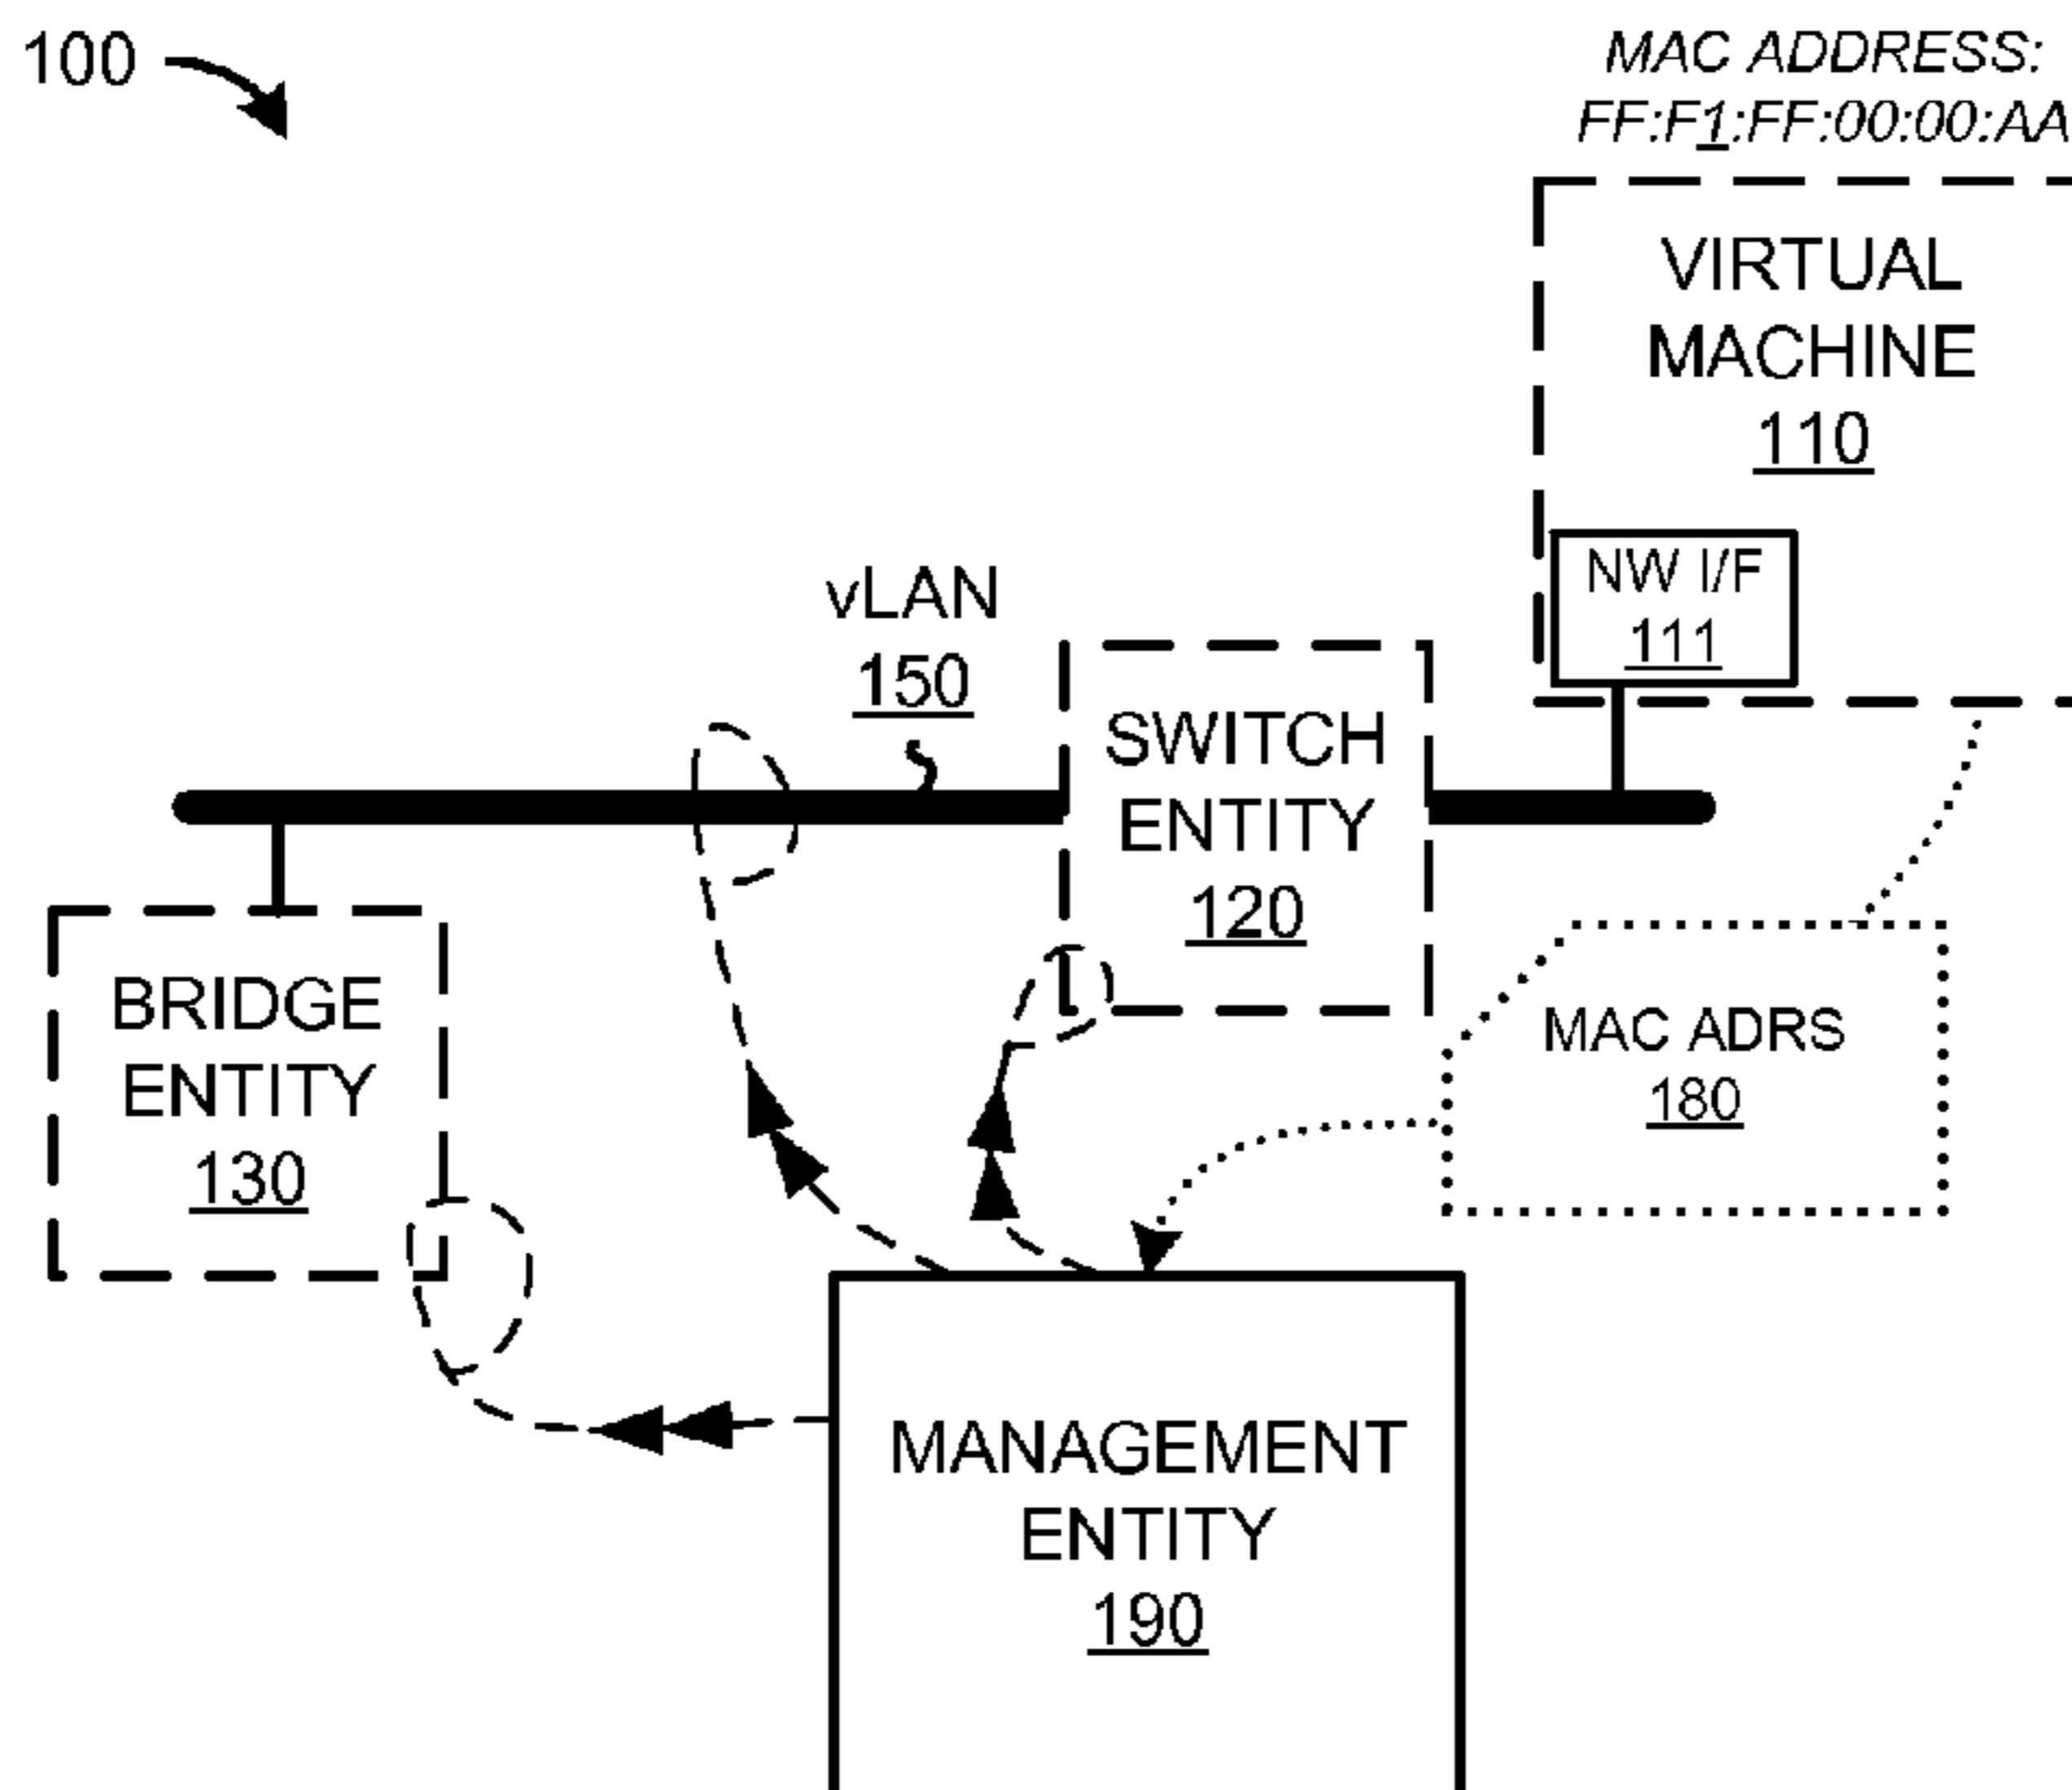 100
MAC ADDRESS:
FF:F1:FF:00:00:AA
VIRTUAL
MACHINE
110
NW I/F
111
vLAN
150
SWITCH
ENTITY
120
BRIDGE
ENTITY
130
MAC ADRS
180
MANAGEMENT
ENTITY
190